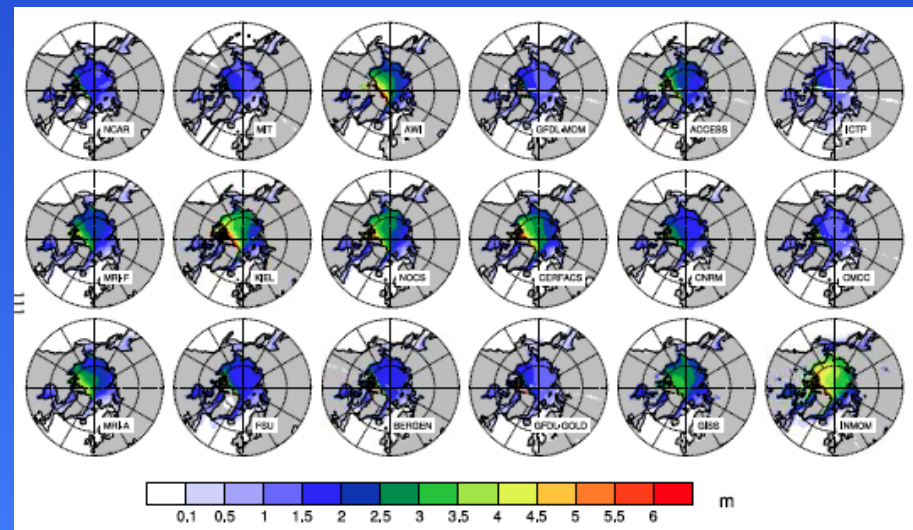 NCAR MIT AWI GFDL-MOM ACCESS ICTP
MRI-F KIEL NOCS CERFACS CNRM CMCC
MRI-A FSU BERGEN GFDL-GOLD GISS INMOM
0.1 0.5 1 1.5 2 2.5 3 3.5 4 4.5 5 5.5 6 m